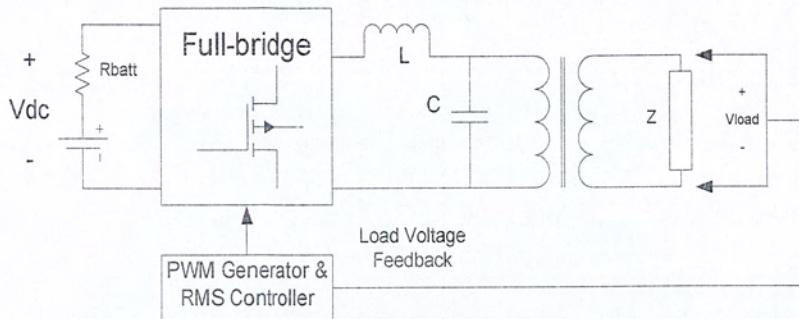 Full-bridge
+
Rbatt
Vdc
+
-
L
C
Z
+
Vload
-
Load Voltage
Feedback
PWM Generator &
RMS Controller